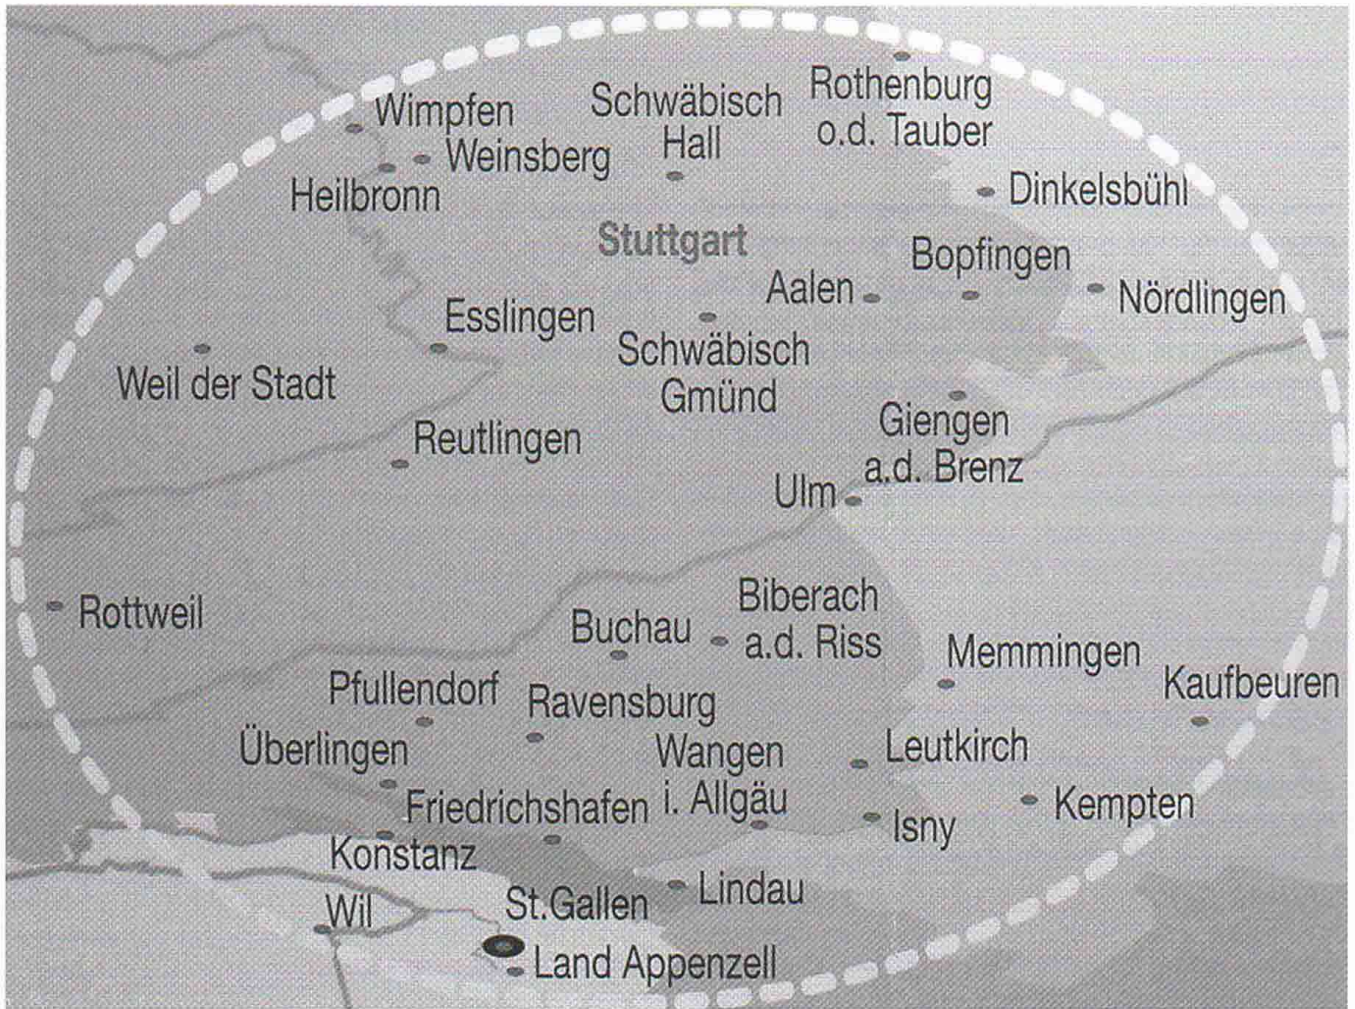 Rothenburg
o.d. Tauber
Schwäbisch
Hall
Wimpfen
Weinsberg
Heilbronn
Dinkelsbühl
Stuttgart
Bopfingen
Aalen
Nördlingen
Esslingen
Schwäbisch
Gmünd
Weil der Stadt
Giengen
a.d. Brenz
Reutlingen
Ulm
Rottweil
Biberach
a.d. Riss
Buchau
Memmingen
Kaufbeuren
Pfullendorf
Ravensburg
Überlingen
Wangen
i. Allgäu
Leutkirch
Friedrichshafen
Kempten
Isny
Konstanz
Lindau
Wil
St.Gallen
Land Appenzell